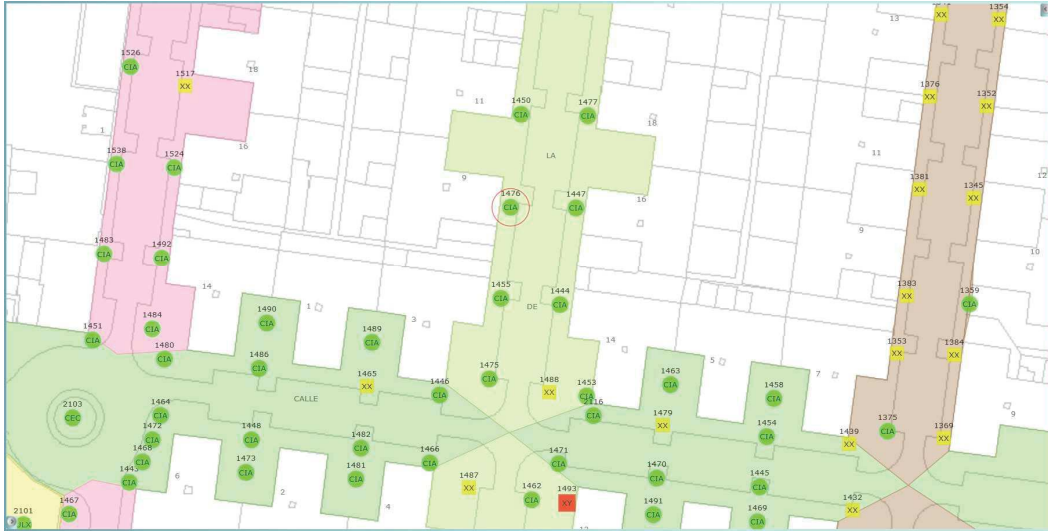 1354
13
1526
XX
XX
CIA
18
1517
XX
1376
XX
1352
XX
11
1450
CIA
1477
CIA
18
1
16
1538
CIA
1524
CIA
LA
11
12
9
1476
CIA
1447
CIA
16
1381
XX
1345
XX
1483
CIA
1492
CIA
9
10
14
1455
CIA
1444
CIA
DE
1383
XX
1359
CIA
1490
CIA
1
3
1484
CIA
1451
CIA
1489
CIA
14
1480
CIA
1486
CIA
5
7
1353
XX
1384
XX
1475
CIA
1465
XX
1488
XX
1446
CIA
1453
CIA
1463
CIA
1458
CIA
CALLE
9
2103
CEC
1464
CIA
2116
CIA
1479
XX
1454
CIA
1375
CIA
1439
XX
1369
XX
1472
CIA
1448
CIA
1482
CIA
1466
CIA
1471
CIA
1468
CIA
1473
CIA
1481
CIA
6
1470
CIA
1445
CIA
1443
CIA
1487
XX
1462
CIA
1493
XY
2
4
12
1467
CIA
1491
CIA
1469
CIA
1432
XX
2101
JLX